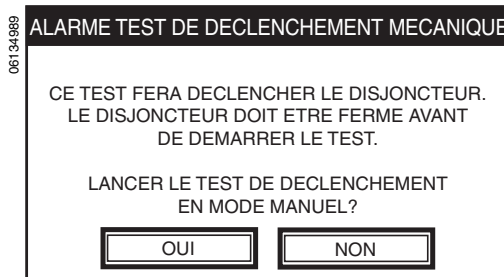 06134989
ALARME TEST DE DECLENCHEMENT MECANIQUE
CE TEST FERA DECLENCHER LE DISJONCTEUR.
LE DISJONCTEUR DOIT ETRE FERME AVANT
DE DEMARRER LE TEST.
LANCER LE TEST DE DECLENCHEMENT
EN MODE MANUEL?
OUI NON